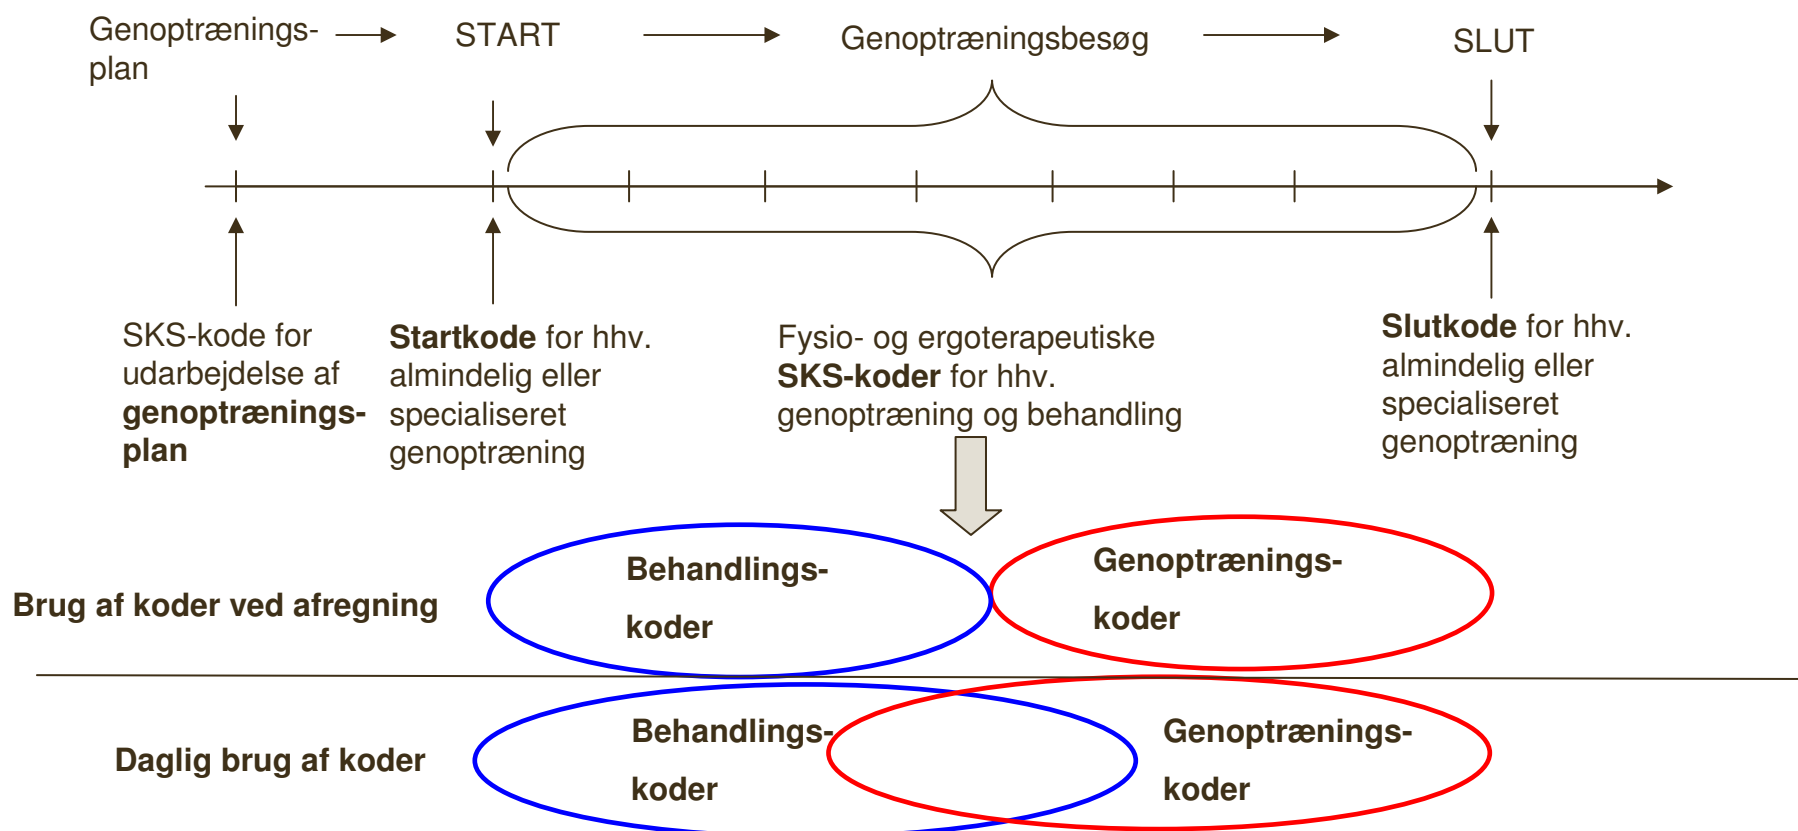 Genoptrænings-
plan
START
Genoptræningsbesøg
SLUT
SKS-kode for
udarbejdelse af
genoptrænings-
plan
Startkode for hhv.
almindelig eller
specialiseret
genoptræning
Fysio- og ergoterapeutiske
SKS-koder for hhv.
genoptræning og behandling
Slutkode for hhv.
almindelig eller
specialiseret
genoptræning
Brug af koder ved afregning
Behandlings-
koder
Genoptrænings-
koder
Daglig brug af koder
Behandlings-
koder
Genoptrænings-
koder